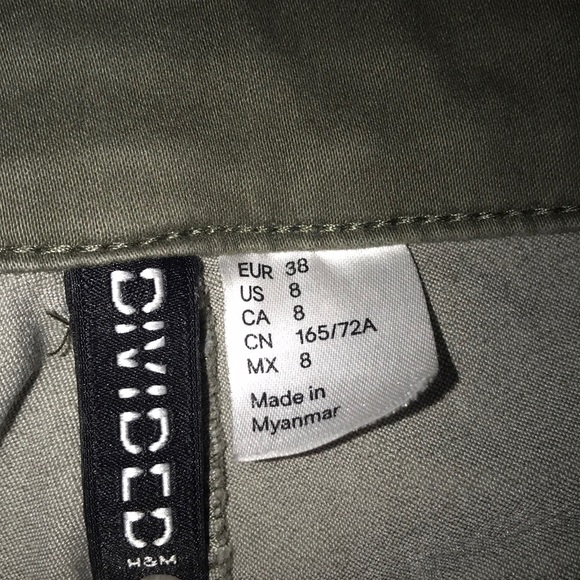 DIVIDED
H&M
EUR 38
US 8
CA 8
CN 165/72A
MX 8
Made in
Myanmar